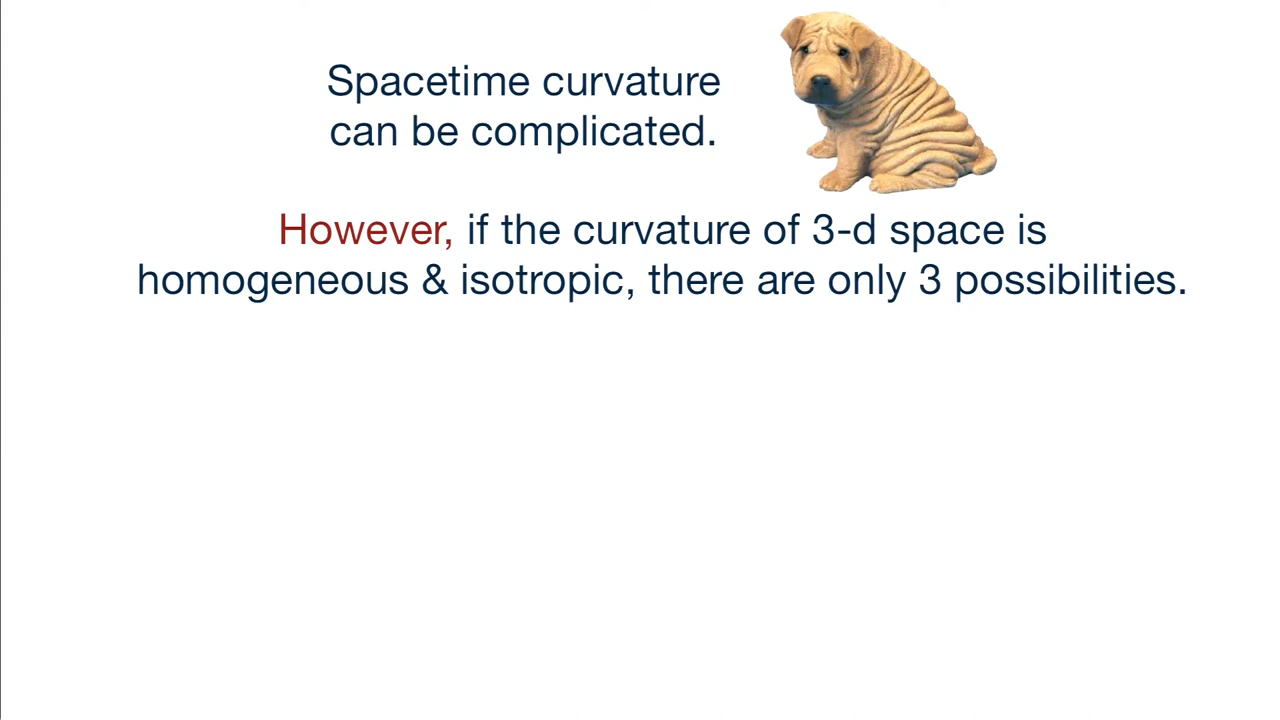 Spacetime curvature
can be complicated.
However, if the curvature of 3-d space is
homogeneous & isotropic, there are only 3 possibilities.